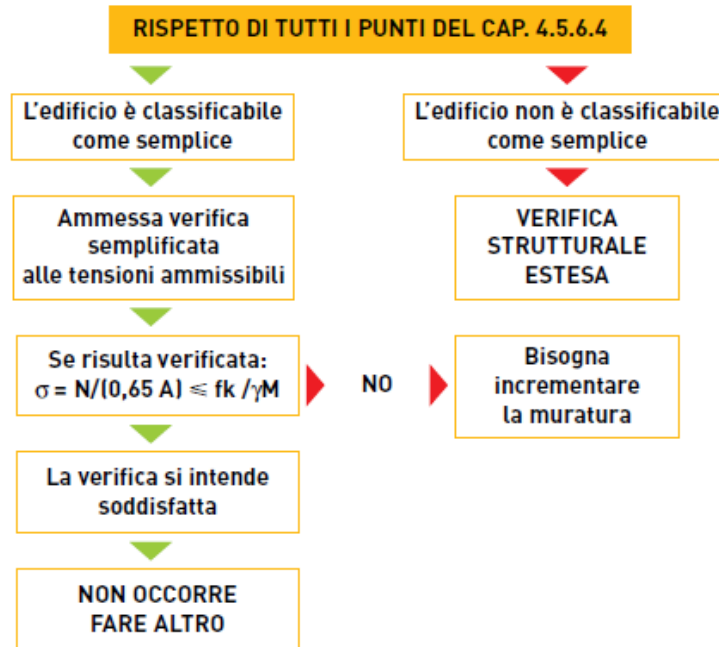 RISPETTO DI TUTTI I PUNTI DEL CAP. 4.5.6.4
L'edificio è classificabile
come semplice
L'edificio non è classificabile
come semplice
Ammessa verifica
semplificata
alle tensioni ammissibili
VERIFICA
STRUTTURALE
ESTESA
Se risulta verificata:
σ = N/(0,65 A) ⩽ fk /γM
NO
Bisogna
incrementare
la muratura
La verifica si intende
soddisfatta
NON OCCORRE
FARE ALTRO